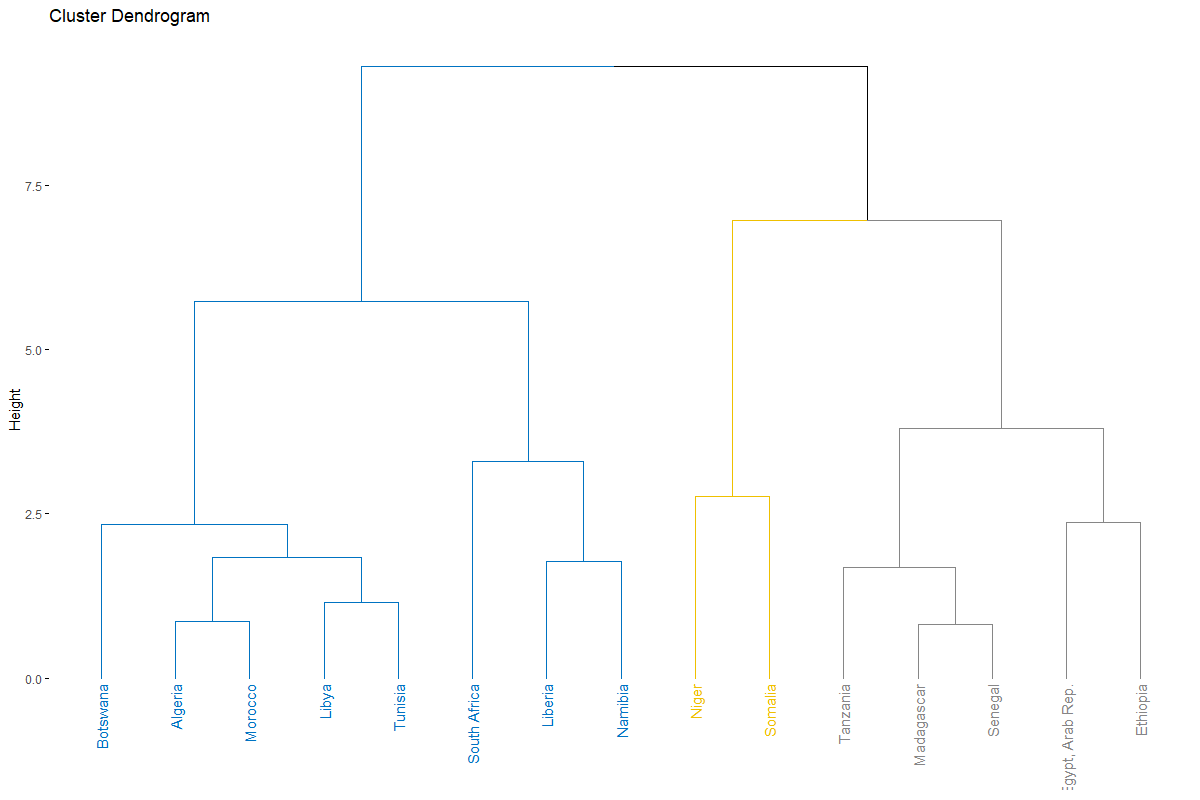 Cluster Dendrogram
7.5
5.0
2.5
0.0
Height
Botswana
Algeria
Morocco
Libya
Tunisia
South Africa
Liberia
Namibia
Niger
Somalia
Tanzania
Madagascar
Senegal
Egypt, Arab Rep.
Ethiopia